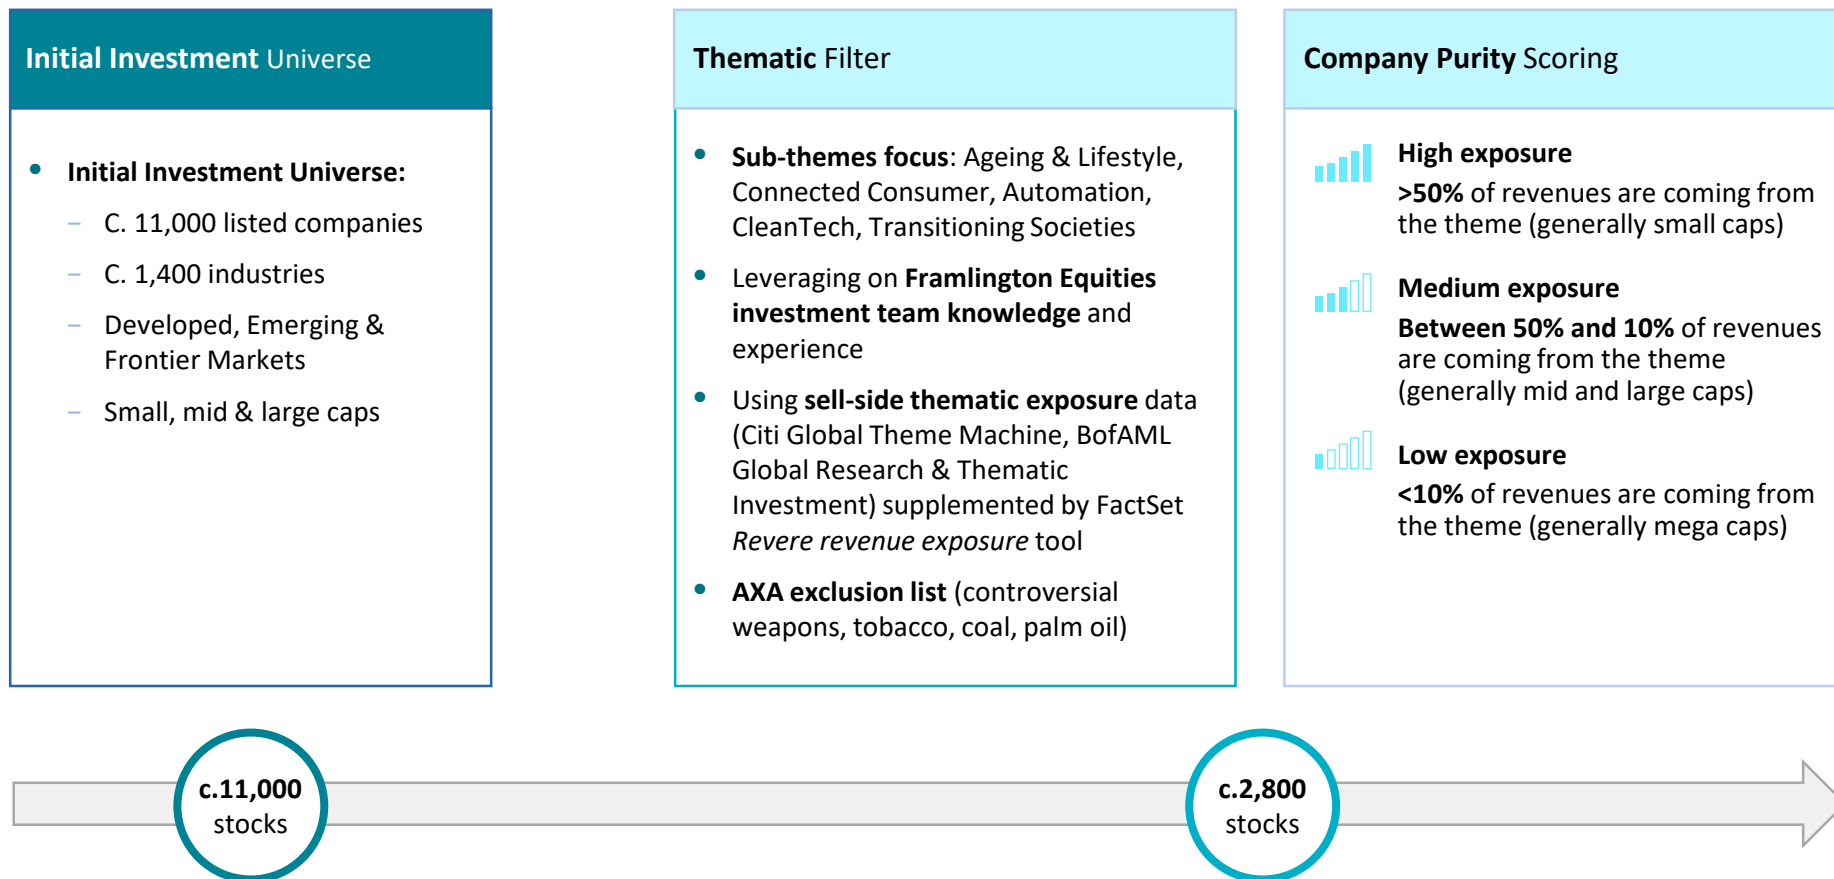 Initial Investment Universe
• Initial Investment Universe:
– C. 11,000 listed companies
– C. 1,400 industries
– Developed, Emerging &
Frontier Markets
– Small, mid & large caps
Thematic Filter
• Sub-themes focus: Ageing & Lifestyle,
Connected Consumer, Automation,
CleanTech, Transitioning Societies
• Leveraging on Framlington Equities
investment team knowledge and
experience
• Using sell-side thematic exposure data
(Citi Global Theme Machine, BofAML
Global Research & Thematic
Investment) supplemented by FactSet
Revere revenue exposure tool
• AXA exclusion list (controversial
weapons, tobacco, coal, palm oil)
Company Purity Scoring
High exposure
>50% of revenues are coming from
the theme (generally small caps)
Medium exposure
Between 50% and 10% of revenues
are coming from the theme
(generally mid and large caps)
Low exposure
<10% of revenues are coming from
the theme (generally mega caps)
c.11,000
stocks
c.2,800
stocks